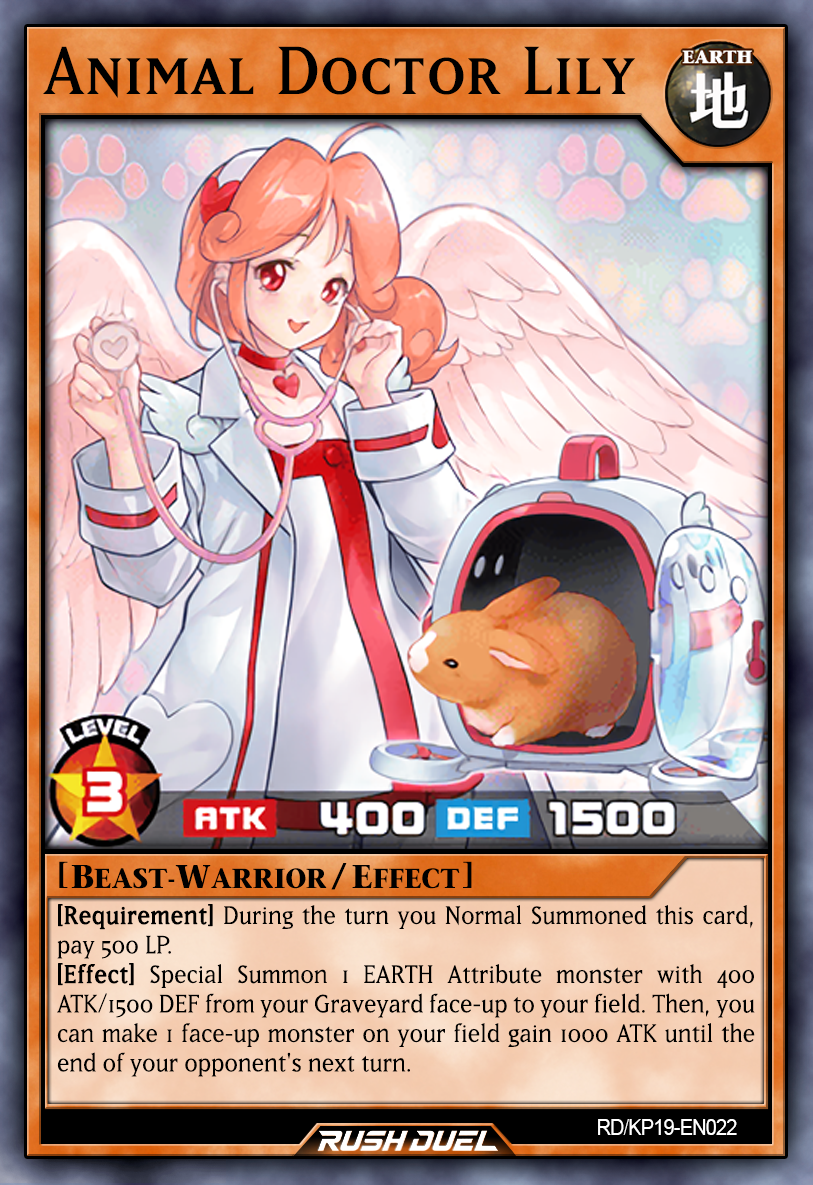 Animal Doctor Lily
EARTH
地
LEVEL
3
ATK 400 DEF 1500
[Beast-Warrior / Effect]
[Requirement] During the turn you Normal Summoned this card,
pay 500 LP.
[Effect] Special Summon 1 EARTH Attribute monster with 400
ATK/1500 DEF from your Graveyard face-up to your field. Then, you
can make 1 face-up monster on your field gain 1000 ATK until the
end of your opponent's next turn.
RD/KP19-EN022
RUSH DUEL